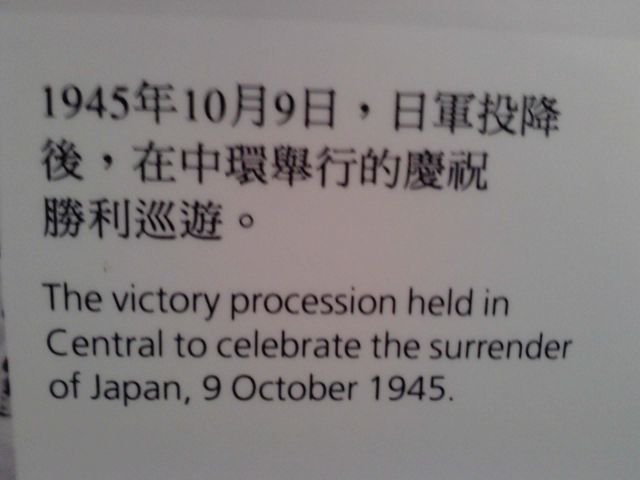 1945年10月9日，日軍投降
後，在中環舉行的慶祝
勝利巡遊。
The victory procession held in
Central to celebrate the surrender
of Japan, 9 October 1945.